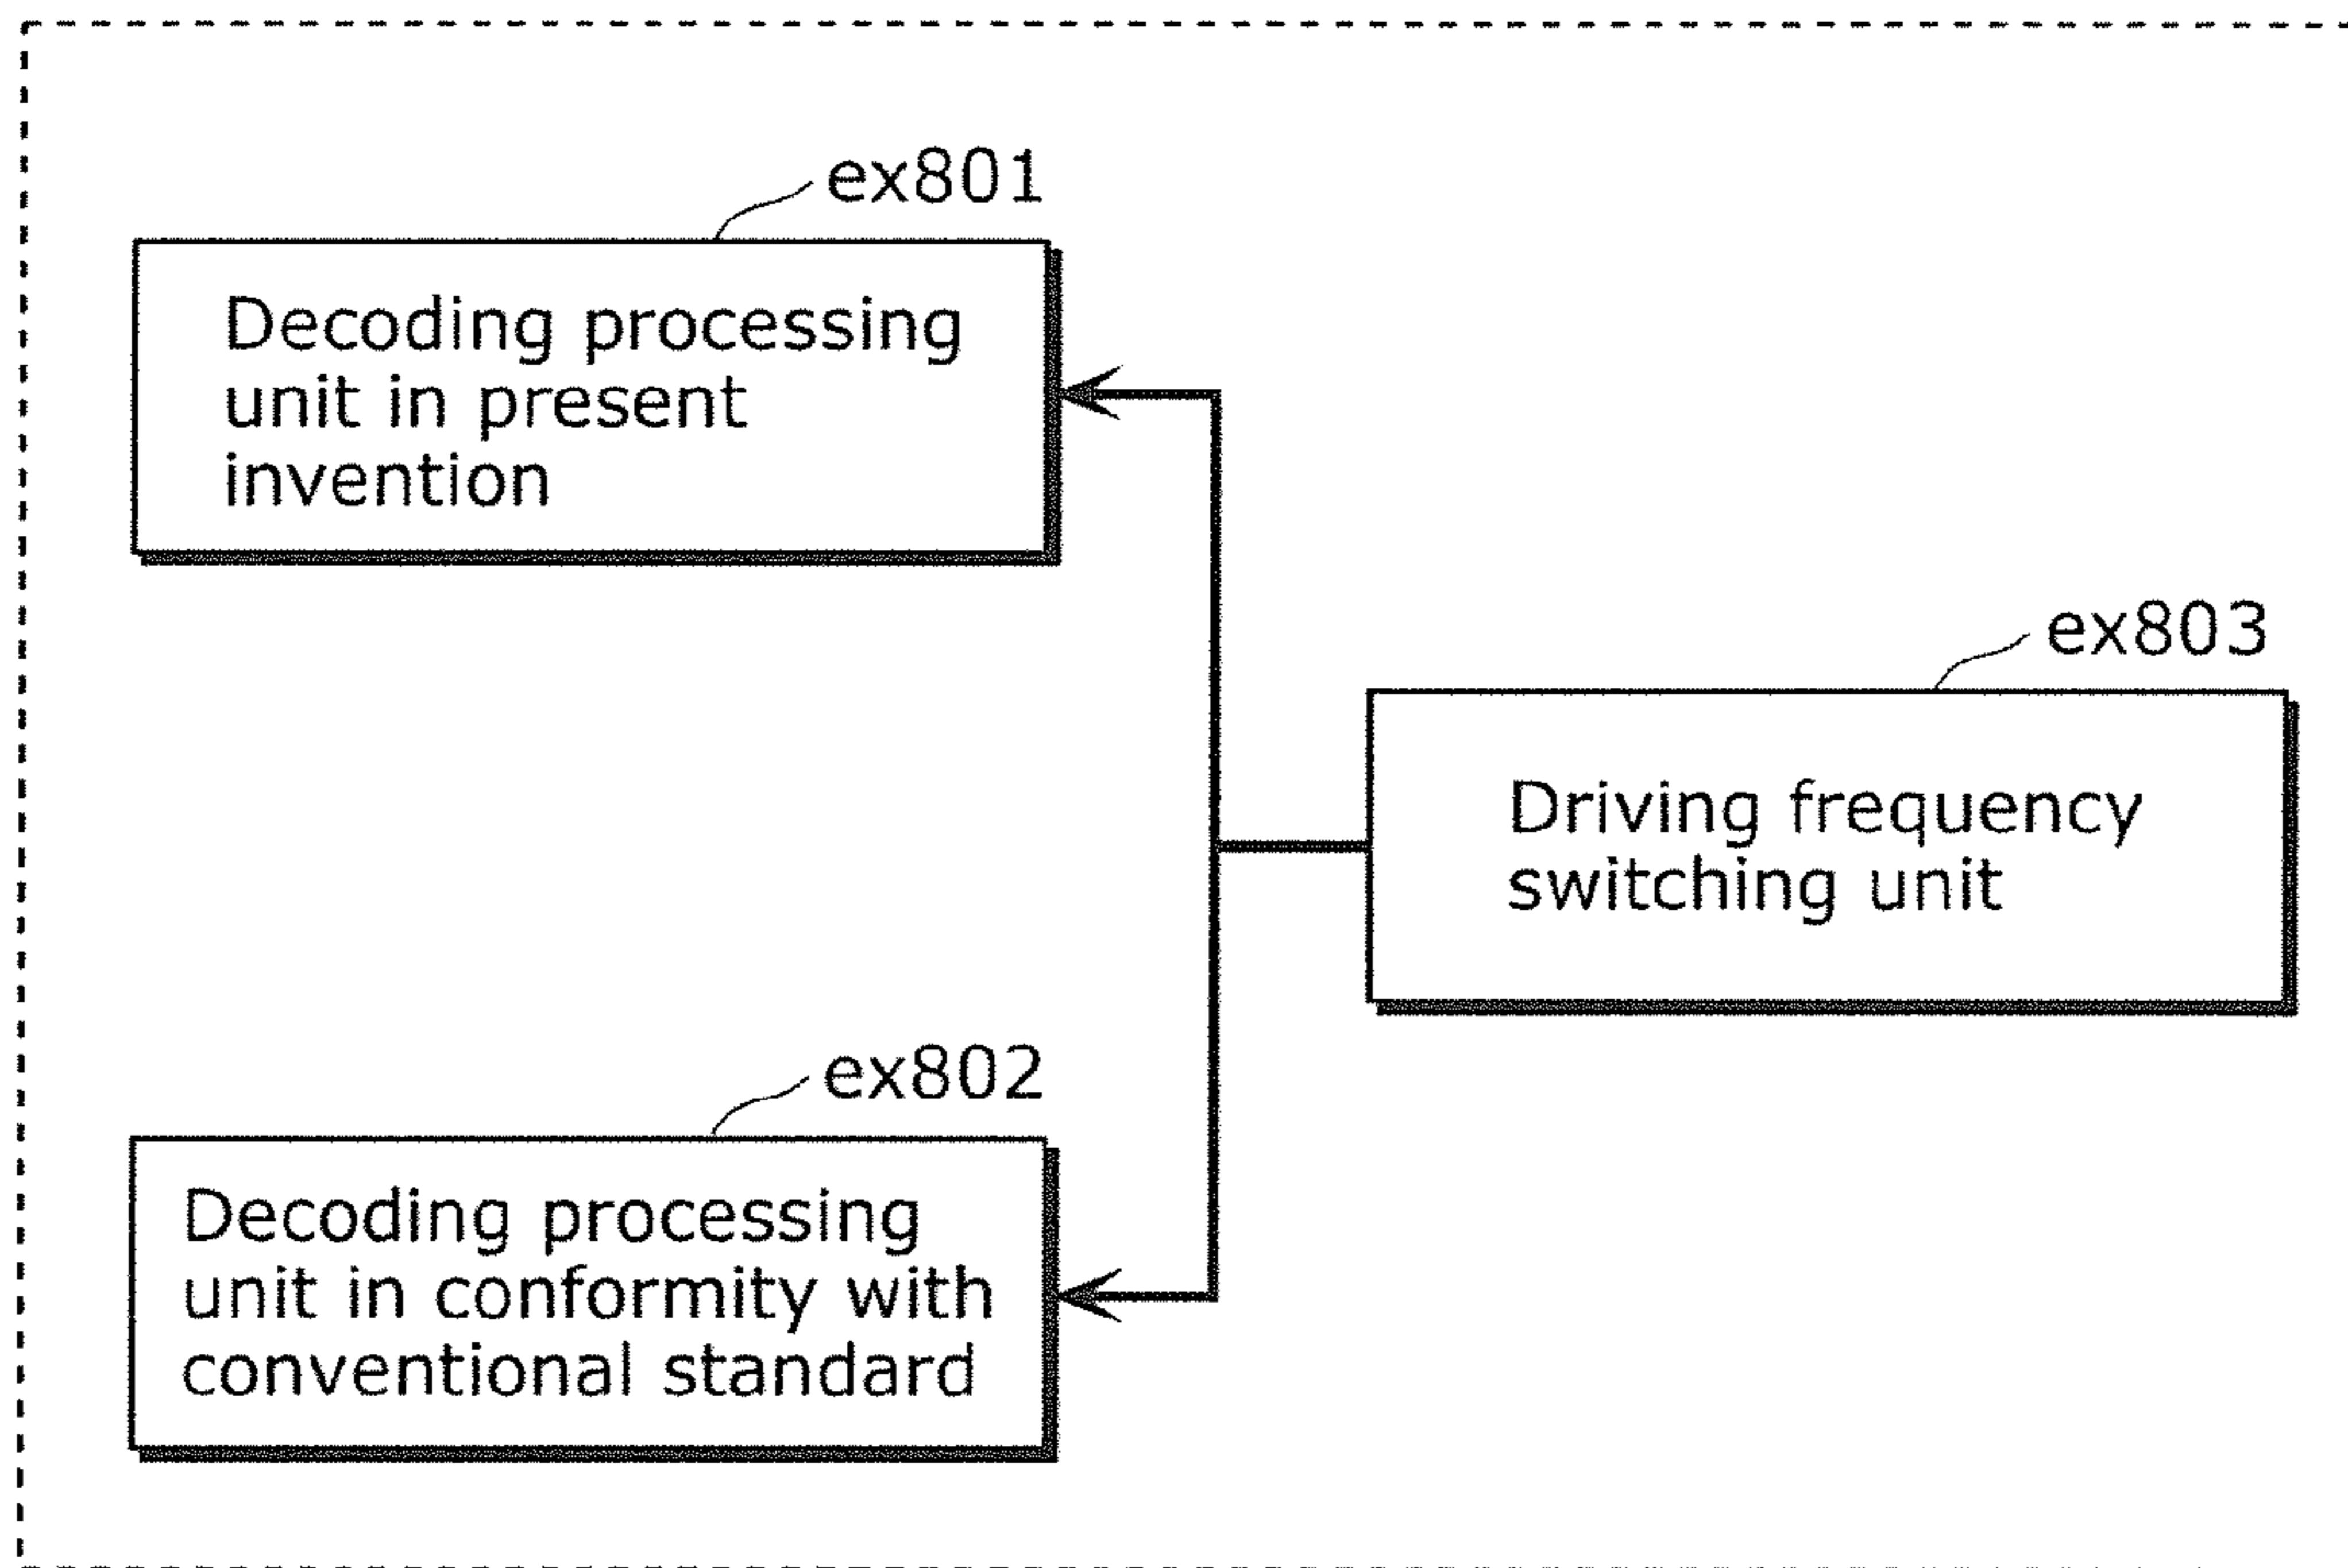 ex801
Decoding processing
unit in present
invention
ex803
Driving frequency
switching unit
ex802
Decoding processing
unit in conformity with
conventional standard